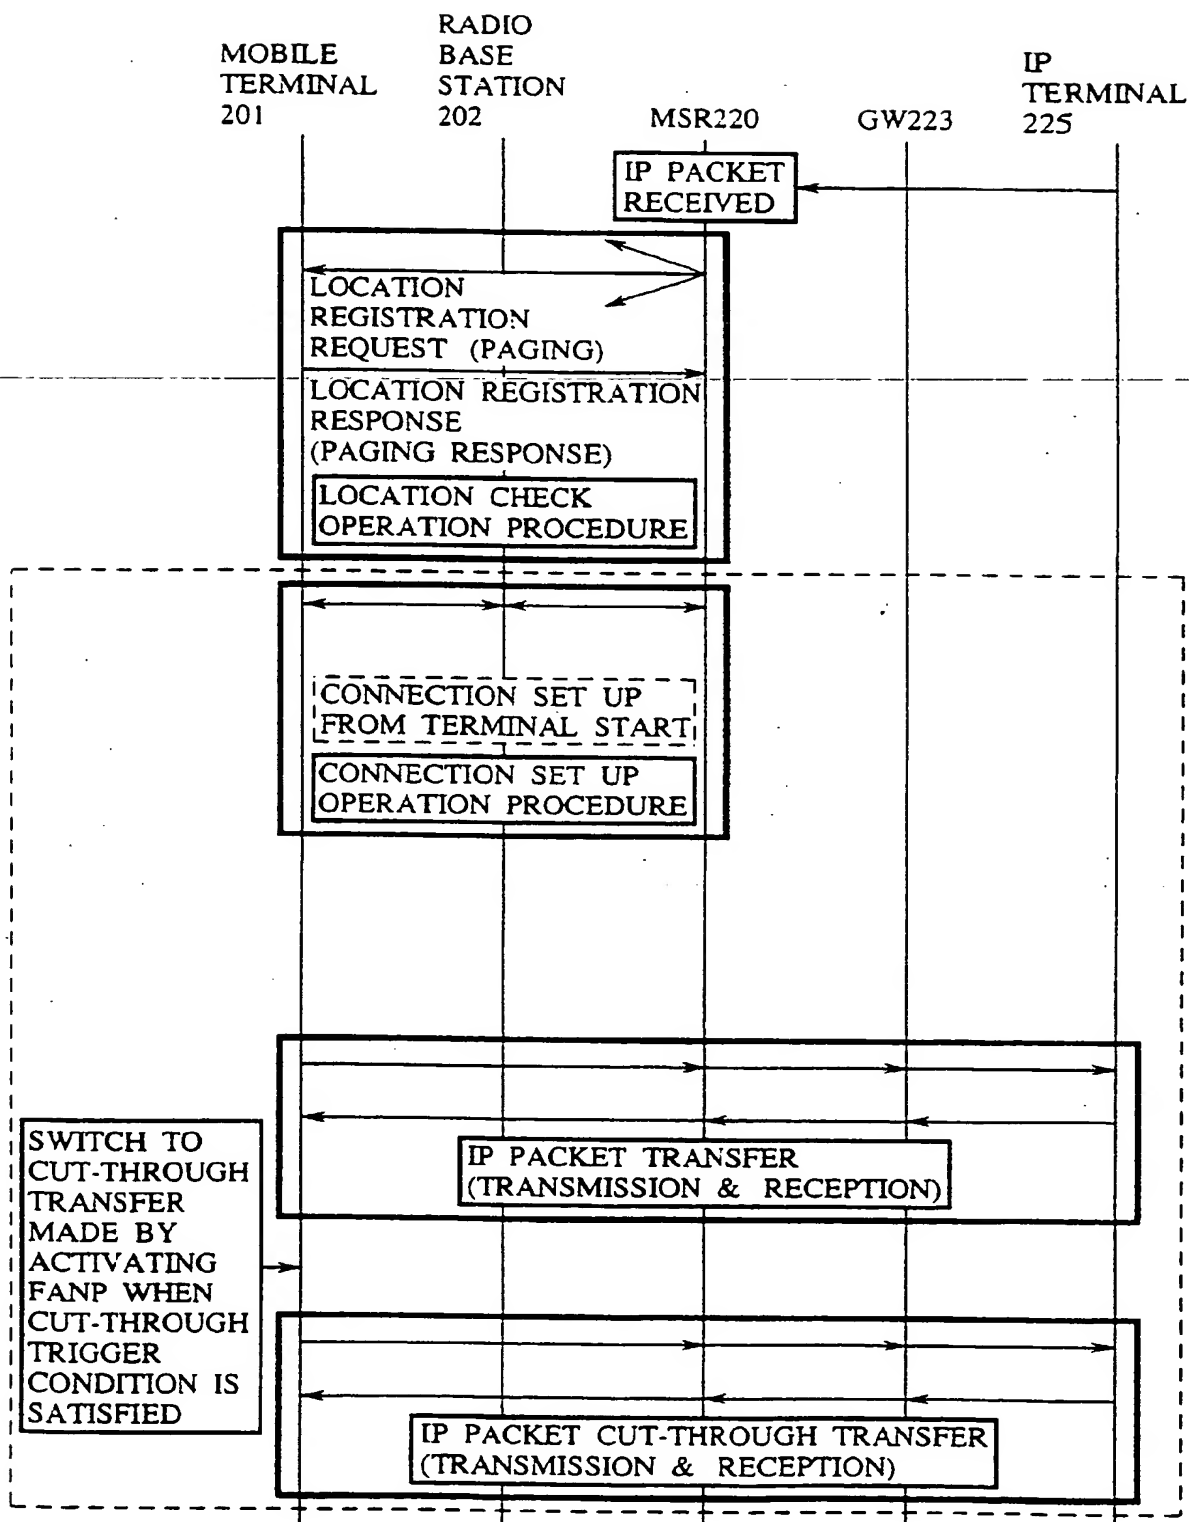 MOBILE
TERMINAL
201
RADIO
BASE
STATION
202
MSR220
GW223
IP
TERMINAL
225
IP PACKET
RECEIVED
LOCATION
REGISTRATION
REQUEST (PAGING)
LOCATION REGISTRATION
RESPONSE
(PAGING RESPONSE)
LOCATION CHECK
OPERATION PROCEDURE
CONNECTION SET UP
FROM TERMINAL START
CONNECTION SET UP
OPERATION PROCEDURE
IP PACKET TRANSFER
(TRANSMISSION & RECEPTION)
SWITCH TO
CUT-THROUGH
TRANSFER
MADE BY
ACTIVATING
FANP WHEN
CUT-THROUGH
TRIGGER
CONDITION IS
SATISFIED
IP PACKET CUT-THROUGH TRANSFER
(TRANSMISSION & RECEPTION)